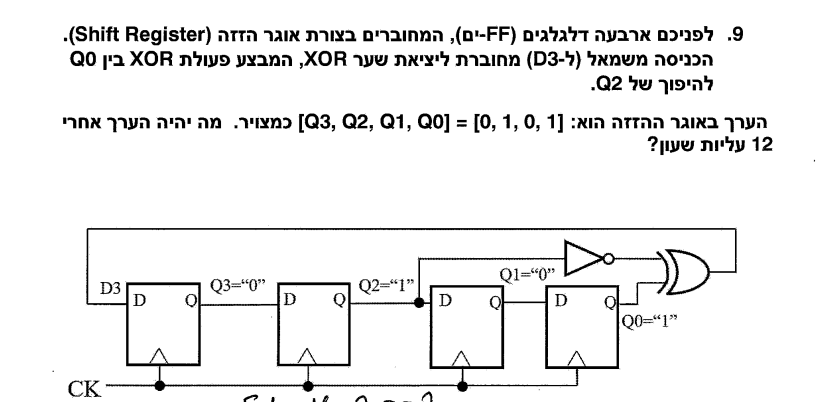 9. לפניכם ארבעה דלגלגים (FF-ים), המחוברים בצורת אוגר הזזה (Shift Register).
הכניסה משמאל (ל-D3) מחוברת ליציאת שער XOR, המבצע פעולת XOR בין Q0
להיפוך של Q2.
הערך באוגר ההזזה הוא: [Q3, Q2, Q1, Q0] = [0, 1, 0, 1] כמצויר. מה יהיה הערך אחרי
12 עליות שעון?
D3 Q3="0" Q2="1" Q1="0"
D Q D Q D Q D Q
Q0="1"
CK